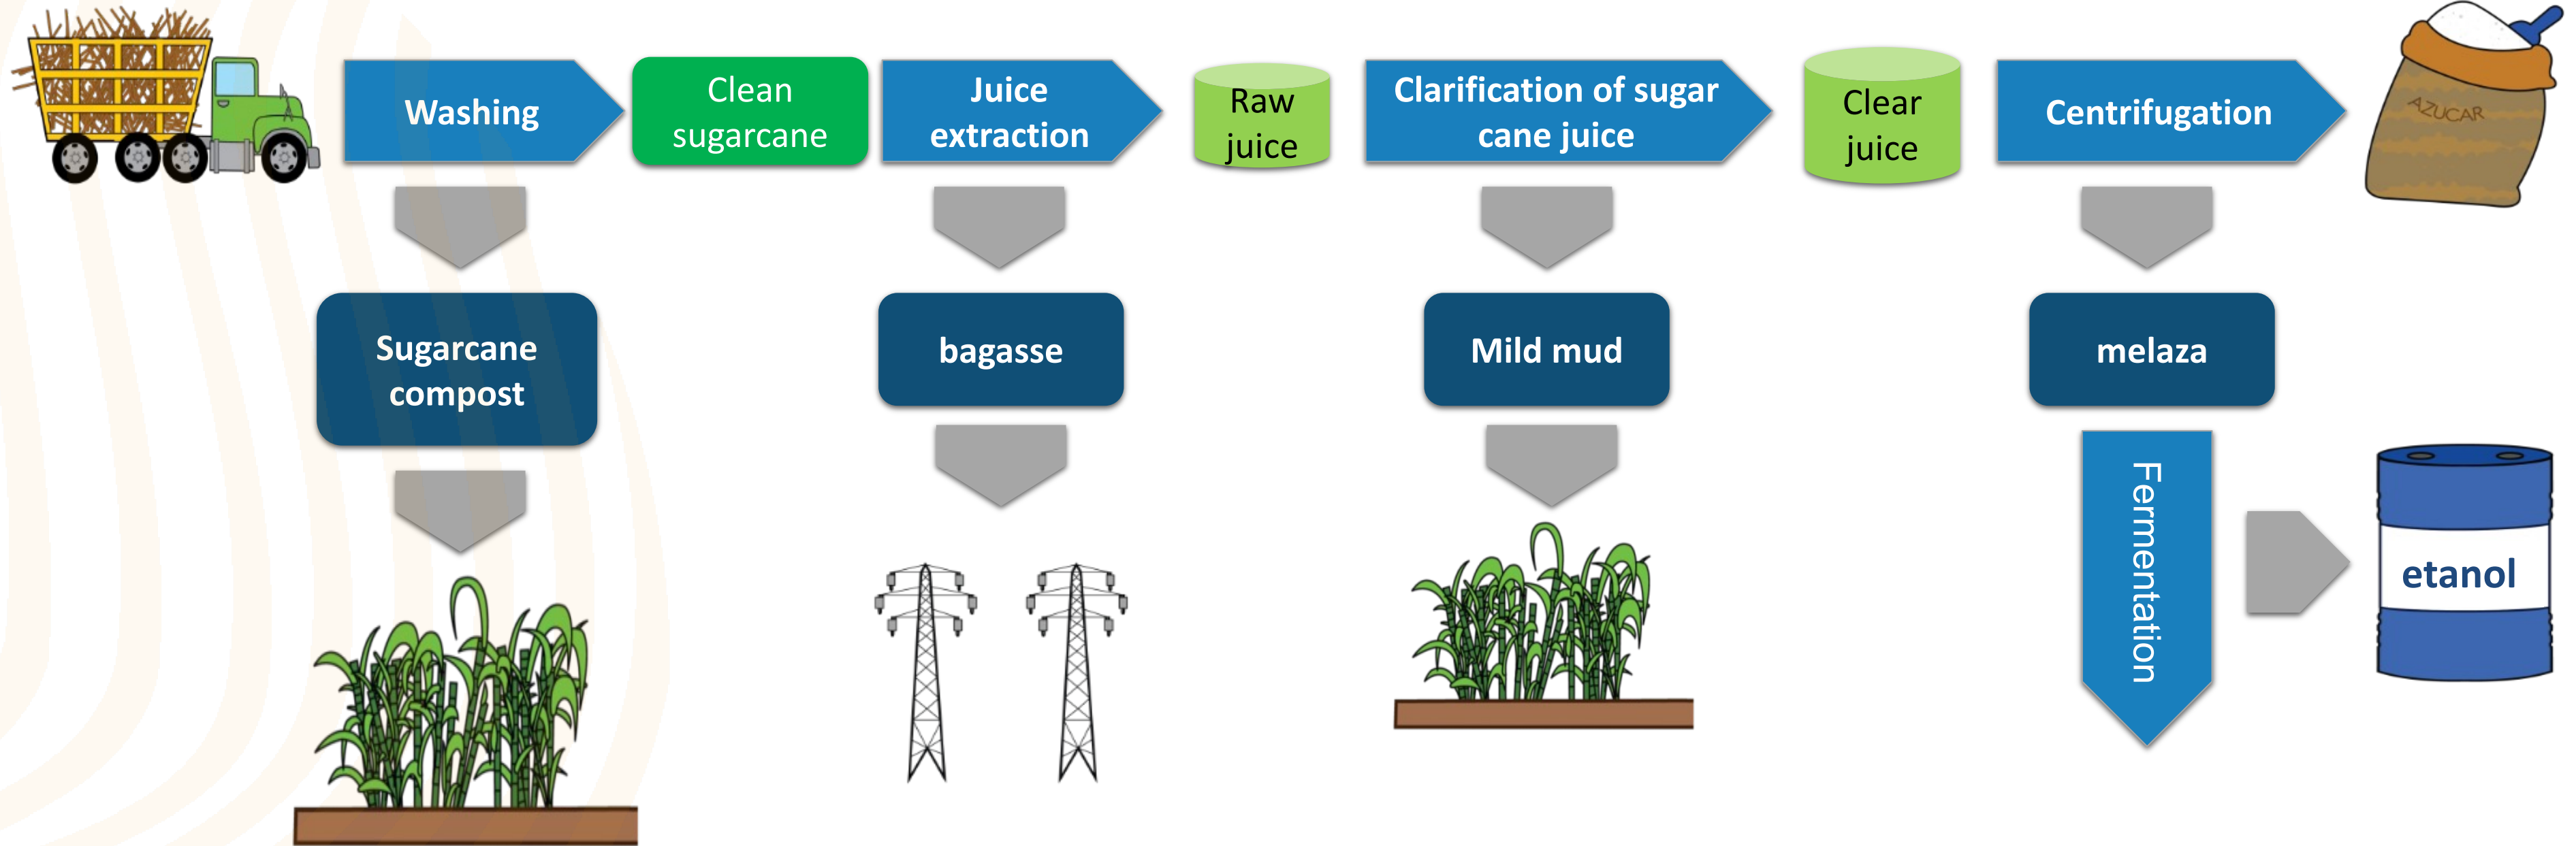 Washing
Clean
sugarcane
Juice
extraction
Raw
juice
Clarification of sugar
cane juice
Clear
juice
Centrifugation
AZUCAR
Sugarcane
compost
bagasse
Mild mud
melaza
Fermentation
etanol